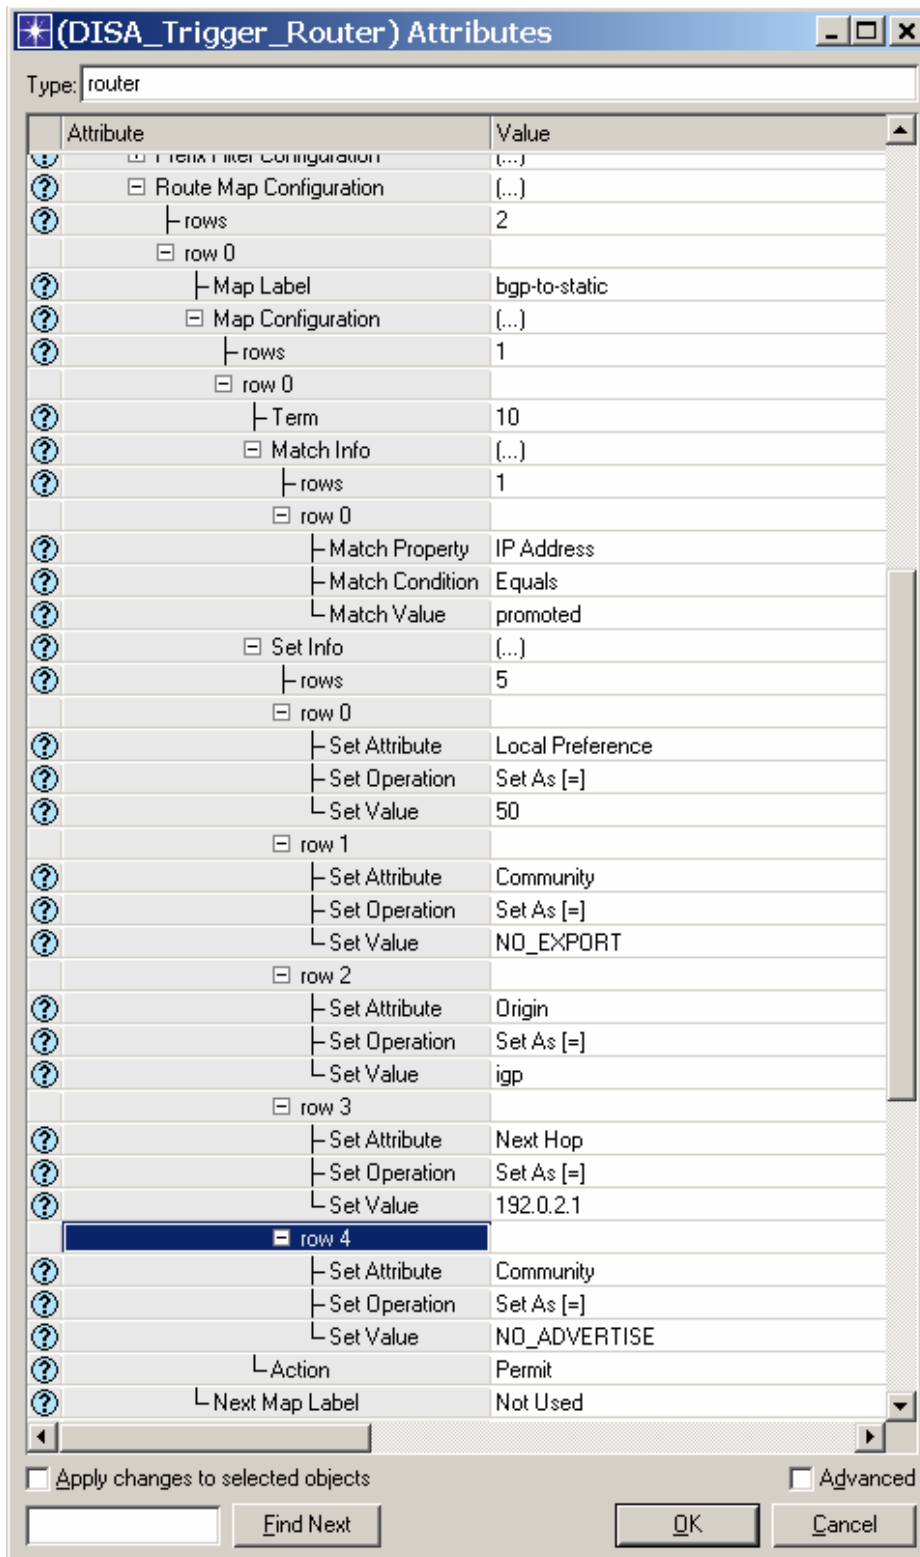 (DISA_Trigger_Router) Attributes
Type: router
Attribute Value
Prefix Filter Configuration (...)
Route Map Configuration (...)
rows 2
row 0
Map Label bgp-to-static
Map Configuration (...)
rows 1
row 0
Term 10
Match Info (...)
rows 1
row 0
Match Property IP Address
Match Condition Equals
Match Value promoted
Set Info (...)
rows 5
row 0
Set Attribute Local Preference
Set Operation Set As [=]
Set Value 50
row 1
Set Attribute Community
Set Operation Set As [=]
Set Value NO_EXPORT
row 2
Set Attribute Origin
Set Operation Set As [=]
Set Value igp
row 3
Set Attribute Next Hop
Set Operation Set As [=]
Set Value 192.0.2.1
row 4
Set Attribute Community
Set Operation Set As [=]
Set Value NO_ADVERTISE
Action Permit
Next Map Label Not Used
Apply changes to selected objects Advanced
Find Next OK Cancel